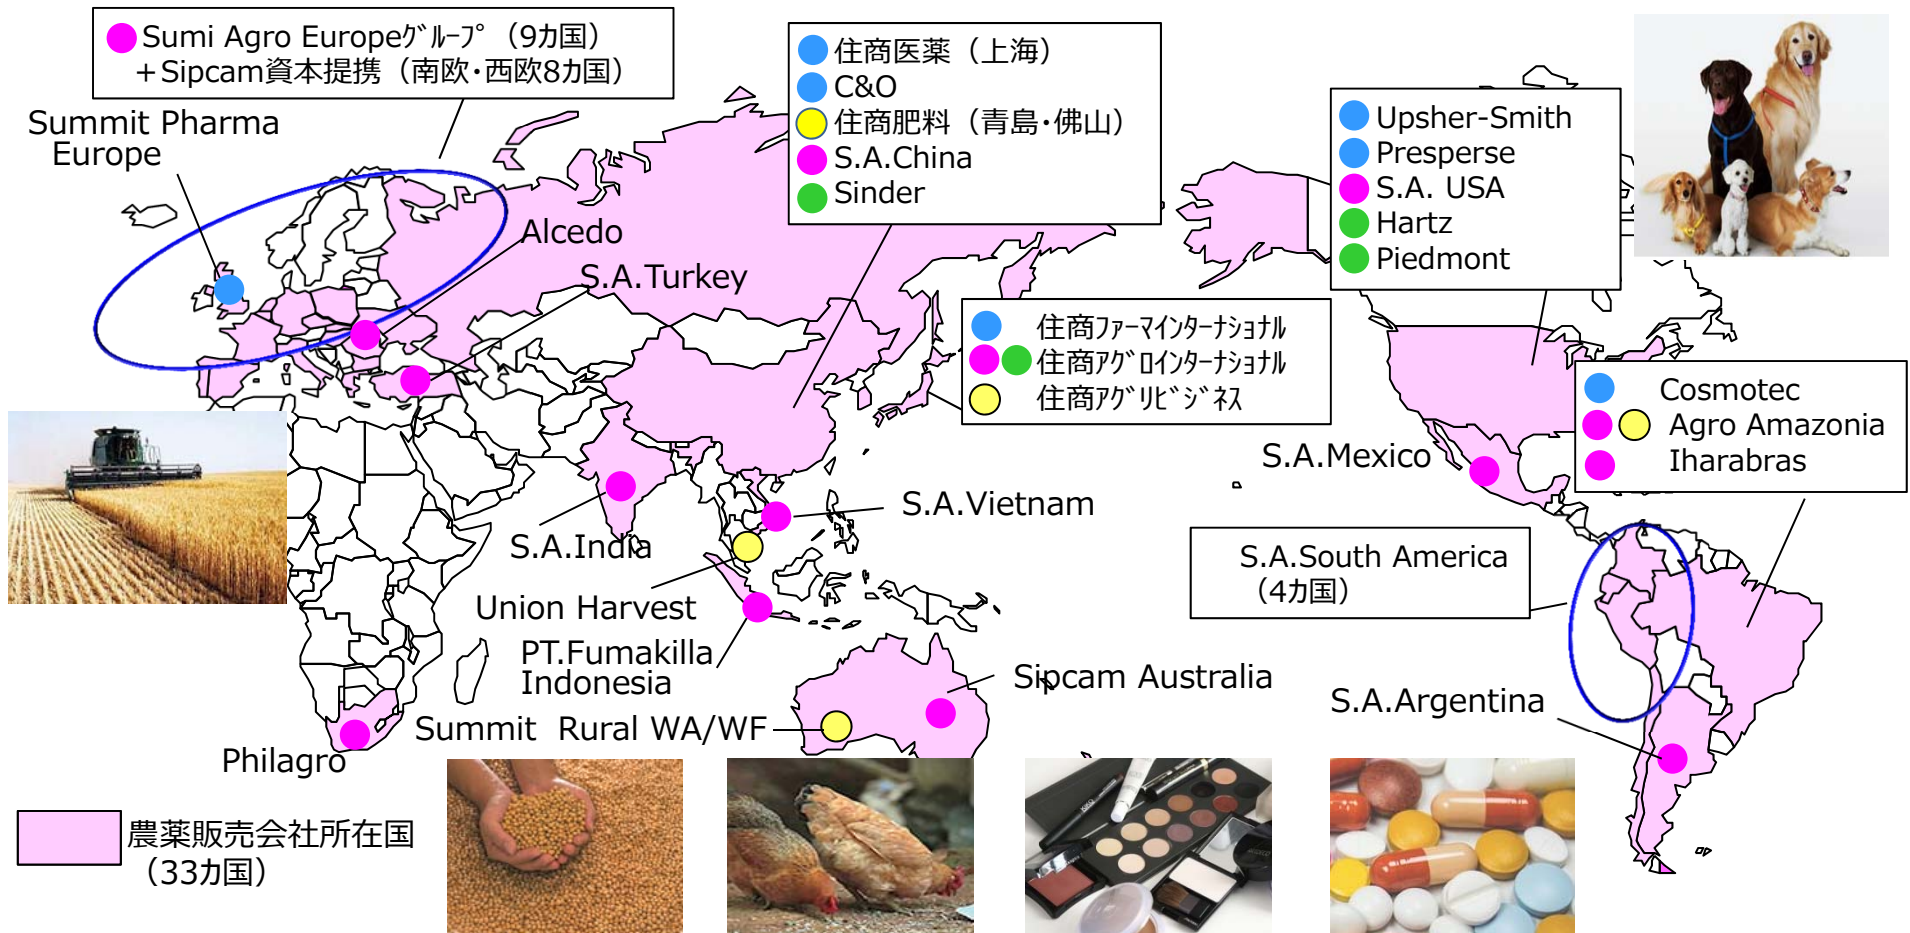 Sumi Agro Europeｸﾞﾙｰﾌﾟ（9ｶ国）
＋Sipcam資本提携（南欧・西欧8ｶ国）
Summit Pharma
Europe
住商医薬（上海）
C&O
住商肥料（青島・佛山）
S.A.China
Sinder
Upsher-Smith
Presperse
S.A. USA
Hartz
Piedmont
Alcedo
S.A.Turkey
住商ﾌｧｰﾏｲﾝﾀｰﾅｼｮﾅﾙ
住商ｱｸﾞﾛｲﾝﾀｰﾅｼｮﾅﾙ
住商ｱｸﾞﾘﾋﾞｼﾞﾈｽ
Cosmotec
Agro Amazonia
Iharabras
S.A.Mexico
S.A.Vietnam
S.A.India
S.A.South America
（4ｶ国）
Union Harvest
PT.Fumakilla
Indonesia
Sipcam Australia
S.A.Argentina
Summit Rural WA/WF
Philagro
農薬販売会社所在国
（33ｶ国）